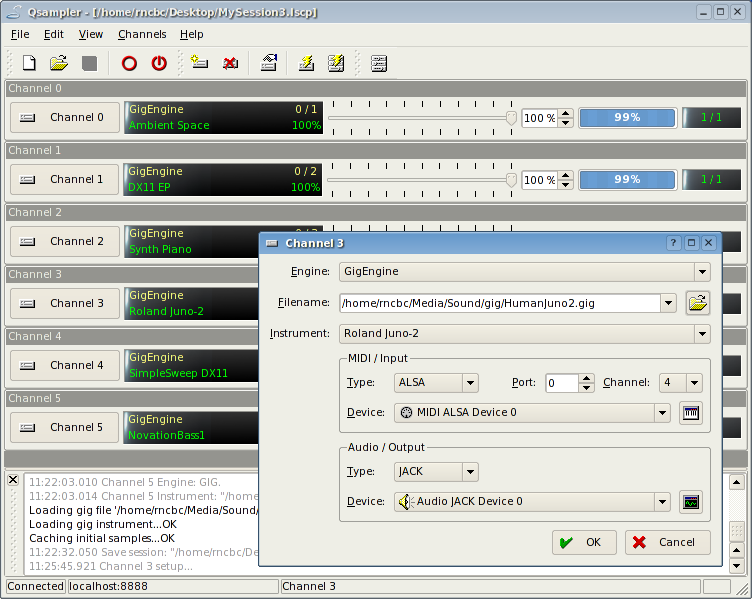 Qsampler - [/home/rncbc/Desktop/MySession3.lscp]
File Edit View Channels Help
Channel 0
Channel 0 GigEngine 0 / 1 100 % 99% 1 / 1
Ambient Space 100%
Channel 1
Channel 1 GigEngine 0 / 2 100 % 99% 1 / 1
DX11 EP 100%
Channel 2
Channel 2 GigEngine
Synth Piano
Channel 3
Channel 3 GigEngine
Roland Juno-2
Channel 4
Channel 4 GigEngine
SimpleSweep DX11
Channel 5
Channel 5 GigEngine
NovationBass1
11:22:03.010 Channel 5 Engine: GIG.
11:22:03.014 Channel 5 Instrument: "/home
Loading gig file '/home/rncbc/Media/Sound/
Loading gig instrument...OK
Caching initial samples...OK
11:22:32.050 Save session: "/home/rncbc/De
11:25:45.921 Channel 3 setup...
Connected localhost:8888 Channel 3
Channel 3
Engine: GigEngine
Filename: /home/rncbc/Media/Sound/gig/HumanJuno2.gig
Instrument: Roland Juno-2
MIDI / Input
Type: ALSA Port: 0 Channel: 4
Device: MIDI ALSA Device 0
Audio / Output
Type: JACK
Device: Audio JACK Device 0
OK Cancel